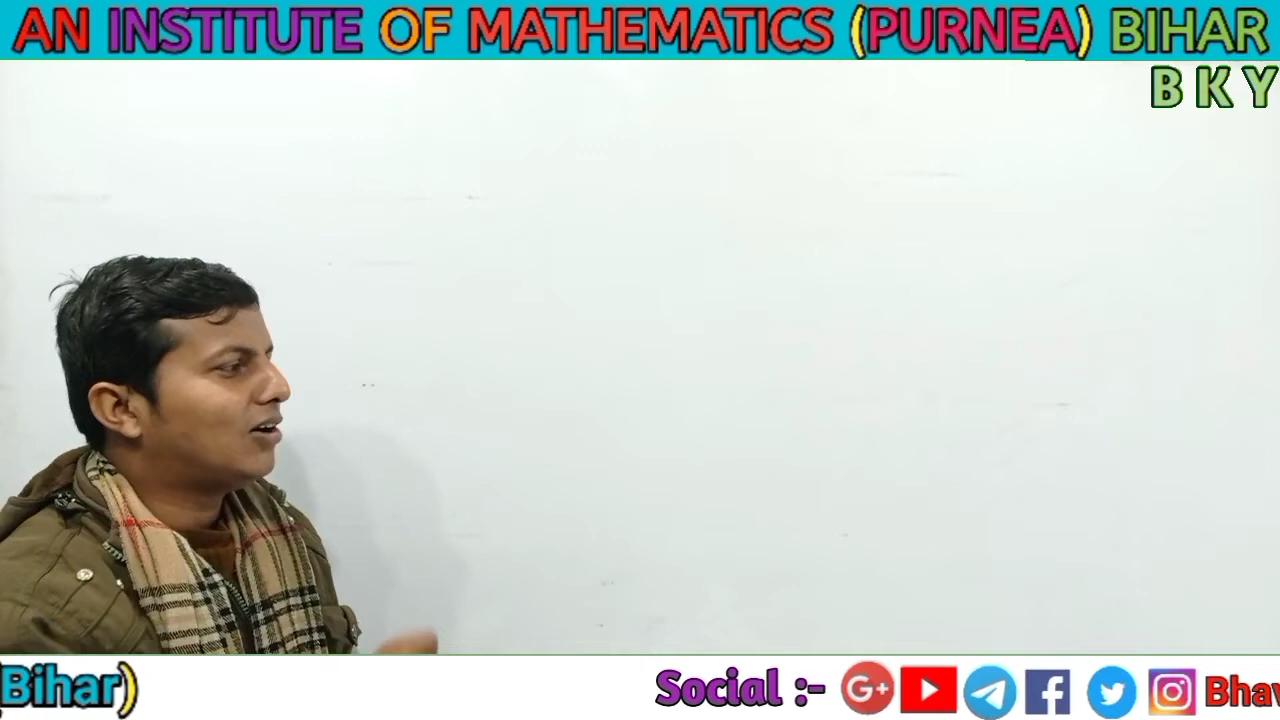 AN INSTITUTE OF MATHEMATICS (PURNEA) BIHAR
B K Y
Bihar)
Social :-
G+
Bhav